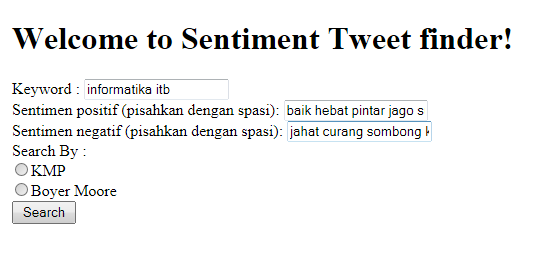 Welcome to Sentiment Tweet finder!
Keyword : informatika itb
Sentimen positif (pisahkan dengan spasi): baik hebat pintar jago s
Sentimen negatif (pisahkan dengan spasi): jahat curang sombong
Search By :
KMP
Boyer Moore
Search